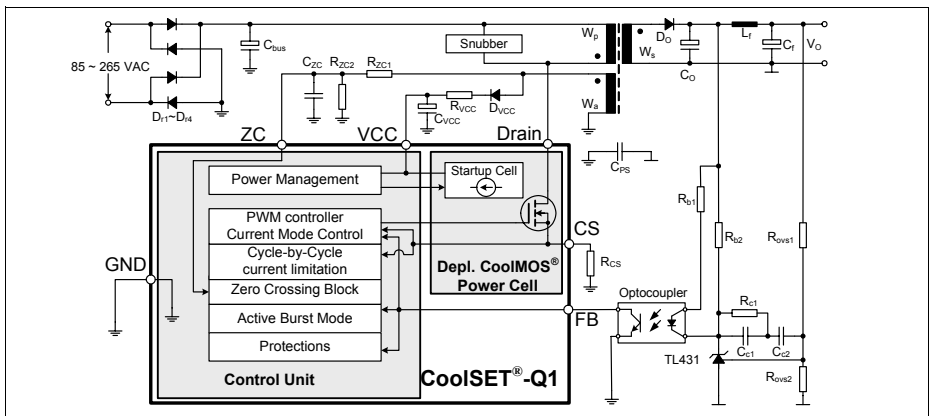 Snubber
Wp
Ws
DO
CO
Lf
Cf
VO
Cbus
85 ~ 265 VAC
Dr1~Dr4
CZC
RZC2
RZC1
RVCC
DVCC
CVCC
Wa
CPS
ZC
VCC
Drain
Power Management
Startup Cell
PWM controller
Current Mode Control
Cycle-by-Cycle
current limitation
Zero Crossing Block
Active Burst Mode
Protections
Control Unit
Depl. CoolMOS®
Power Cell
CoolSET®-Q1
GND
CS
RCS
FB
Optocoupler
Rb1
Rb2
Rovs1
Rc1
Cc1
Cc2
TL431
Rovs2